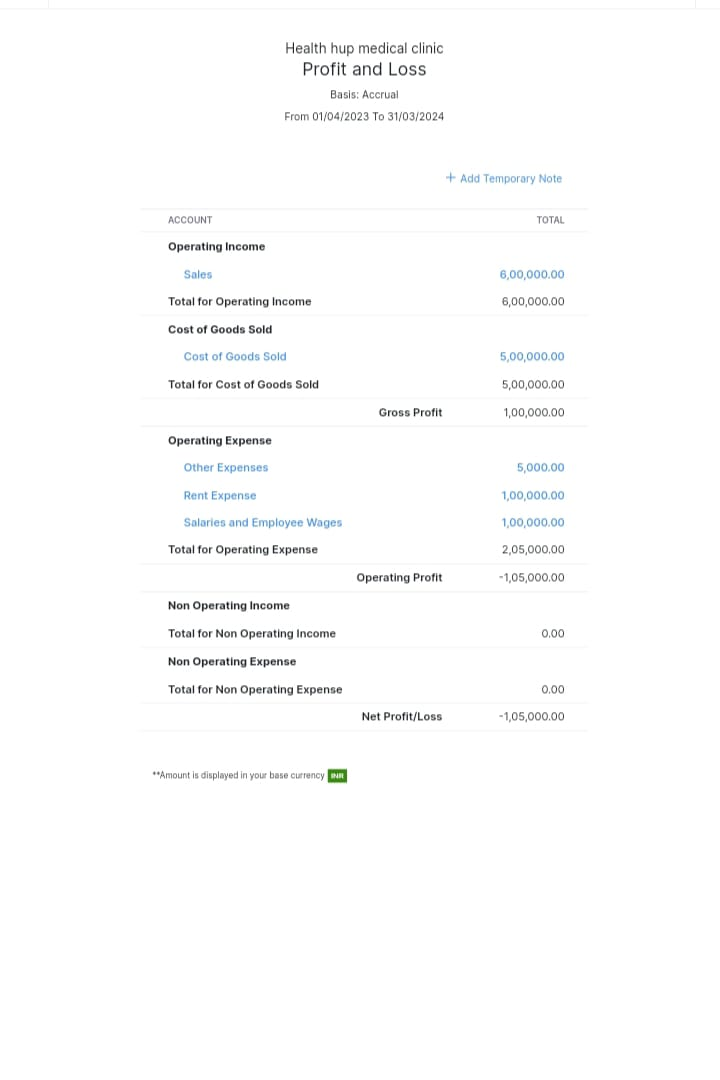 Health hup medical clinic
Profit and Loss
Basis: Accrual
From 01/04/2023 To 31/03/2024
+ Add Temporary Note
ACCOUNT TOTAL
Operating Income
Sales 6,00,000.00
Total for Operating Income 6,00,000.00
Cost of Goods Sold
Cost of Goods Sold 5,00,000.00
Total for Cost of Goods Sold 5,00,000.00
Gross Profit 1,00,000.00
Operating Expense
Other Expenses 5,000.00
Rent Expense 1,00,000.00
Salaries and Employee Wages 1,00,000.00
Total for Operating Expense 2,05,000.00
Operating Profit -1,05,000.00
Non Operating Income
Total for Non Operating Income 0.00
Non Operating Expense
Total for Non Operating Expense 0.00
Net Profit/Loss -1,05,000.00
**Amount is displayed in your base currency INR